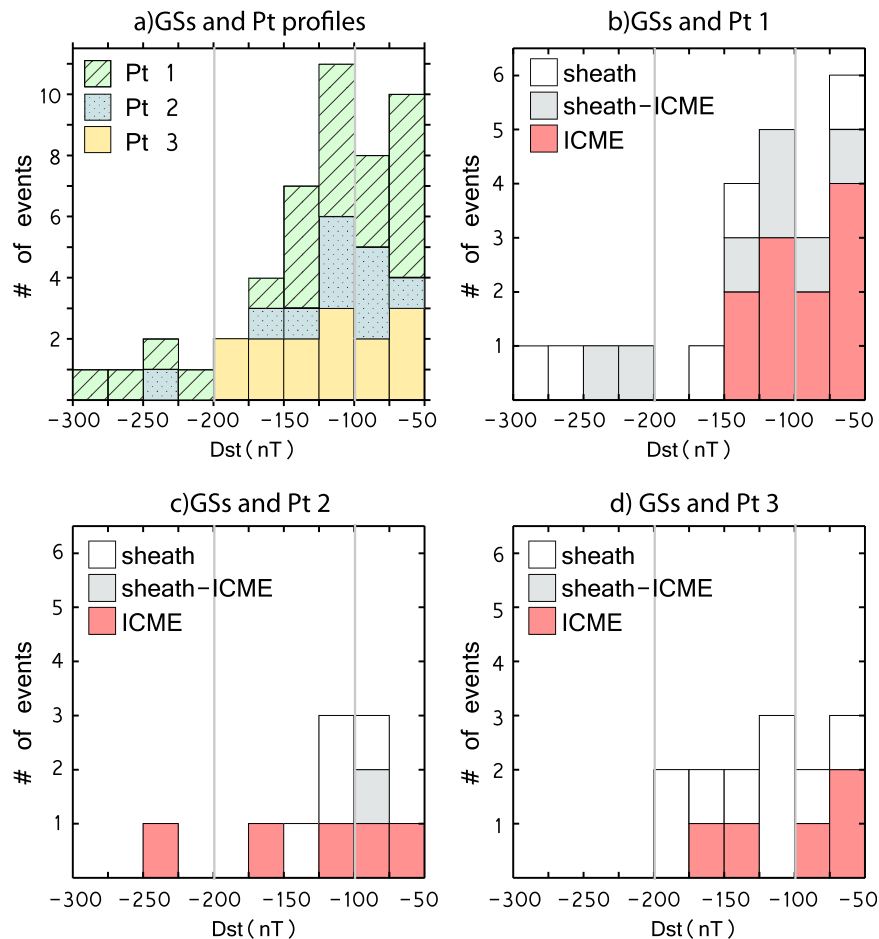 a)GSs and Pt profiles
Pt 1
Pt 2
Pt 3
10
8
6
4
2
# of events
-300 -250 -200 -150 -100 -50
Dst(nT)
b)GSs and Pt 1
sheath
sheath-ICME
ICME
6
5
4
3
2
1
# of events
-300 -250 -200 -150 -100 -50
Dst(nT)
c)GSs and Pt 2
sheath
sheath-ICME
ICME
6
5
4
3
2
1
# of events
-300 -250 -200 -150 -100 -50
Dst(nT)
d) GSs and Pt 3
sheath
sheath-ICME
ICME
6
5
4
3
2
1
# of events
-300 -250 -200 -150 -100 -50
Dst(nT)